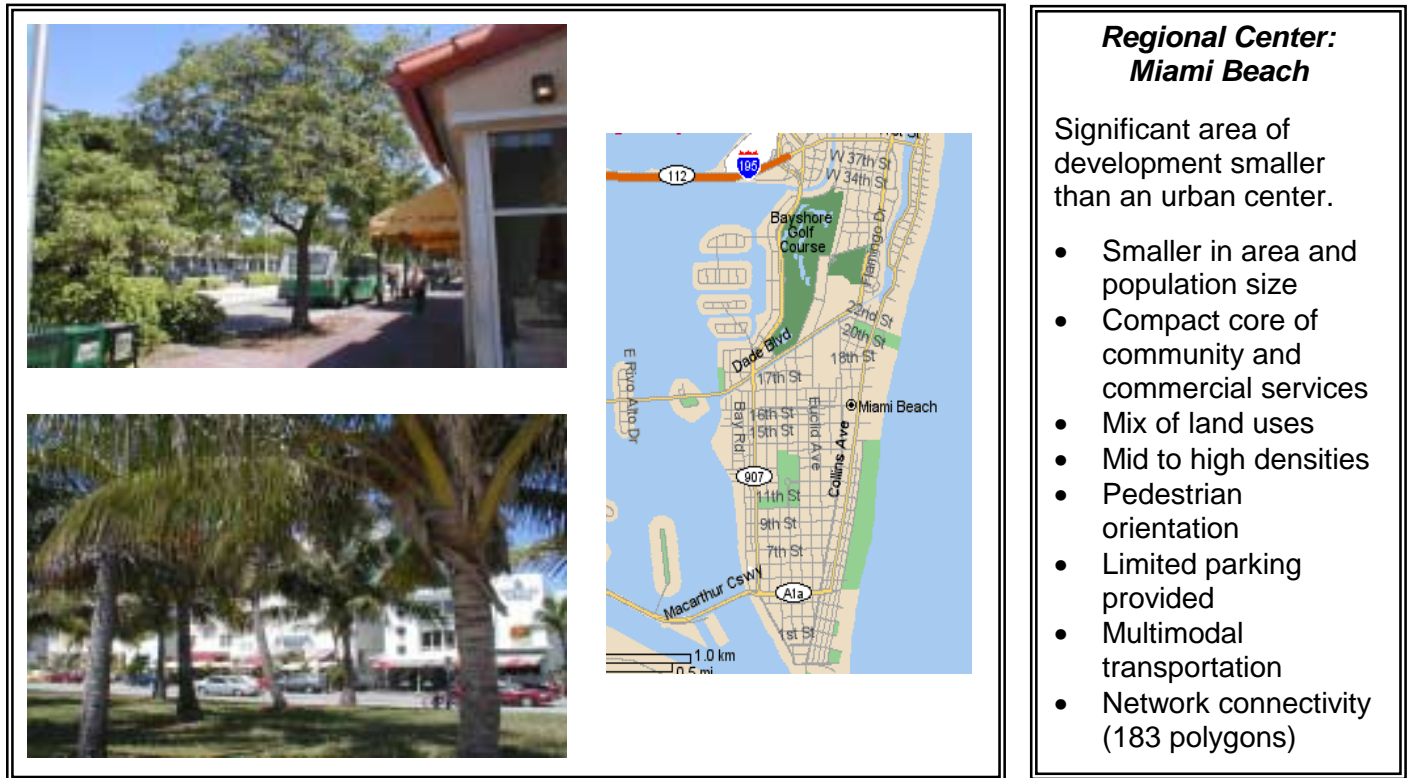 195
112
W 37th St
W 34th St
Bayshore
Golf
Course
Flamingo Dr
22nd St
20th St
18th St
Dade Blvd
17th St
E Rivo Alto Dr
Miami Beach
16th St
15th St
Bay Rd
Euclid Ave
Collins Ave
907
11th St
9th St
7th St
Macarthur Cswy
A1a
1st St
1.0 km
0.5 mi
Regional Center:
Miami Beach
Significant area of
development smaller
than an urban center.
• Smaller in area and
population size
• Compact core of
community and
commercial services
• Mix of land uses
• Mid to high densities
• Pedestrian
orientation
• Limited parking
provided
• Multimodal
transportation
• Network connectivity
(183 polygons)